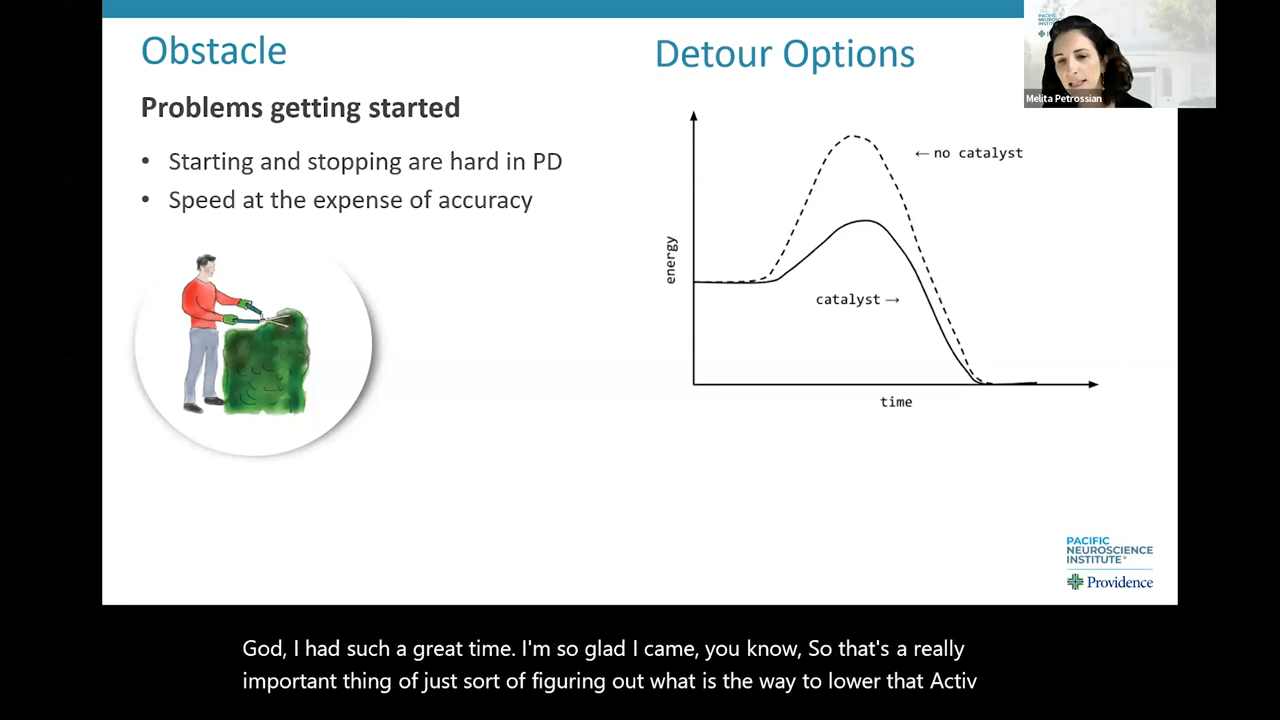 Obstacle
Problems getting started
• Starting and stopping are hard in PD
• Speed at the expense of accuracy
Detour Options
← no catalyst
energy
catalyst →
time
PACIFIC
NEUROSCIENCE
Melita Petrossian
PACIFIC
NEUROSCIENCE
INSTITUTE®
Providence
God, I had such a great time. I'm so glad I came, you know, So that's a really
important thing of just sort of figuring out what is the way to lower that Activ